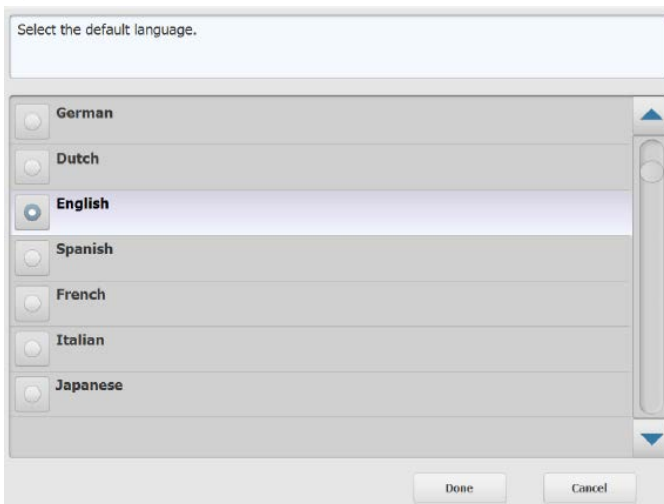 Select the default language.
German
Dutch
English
Spanish
French
Italian
Japanese
Done Cancel